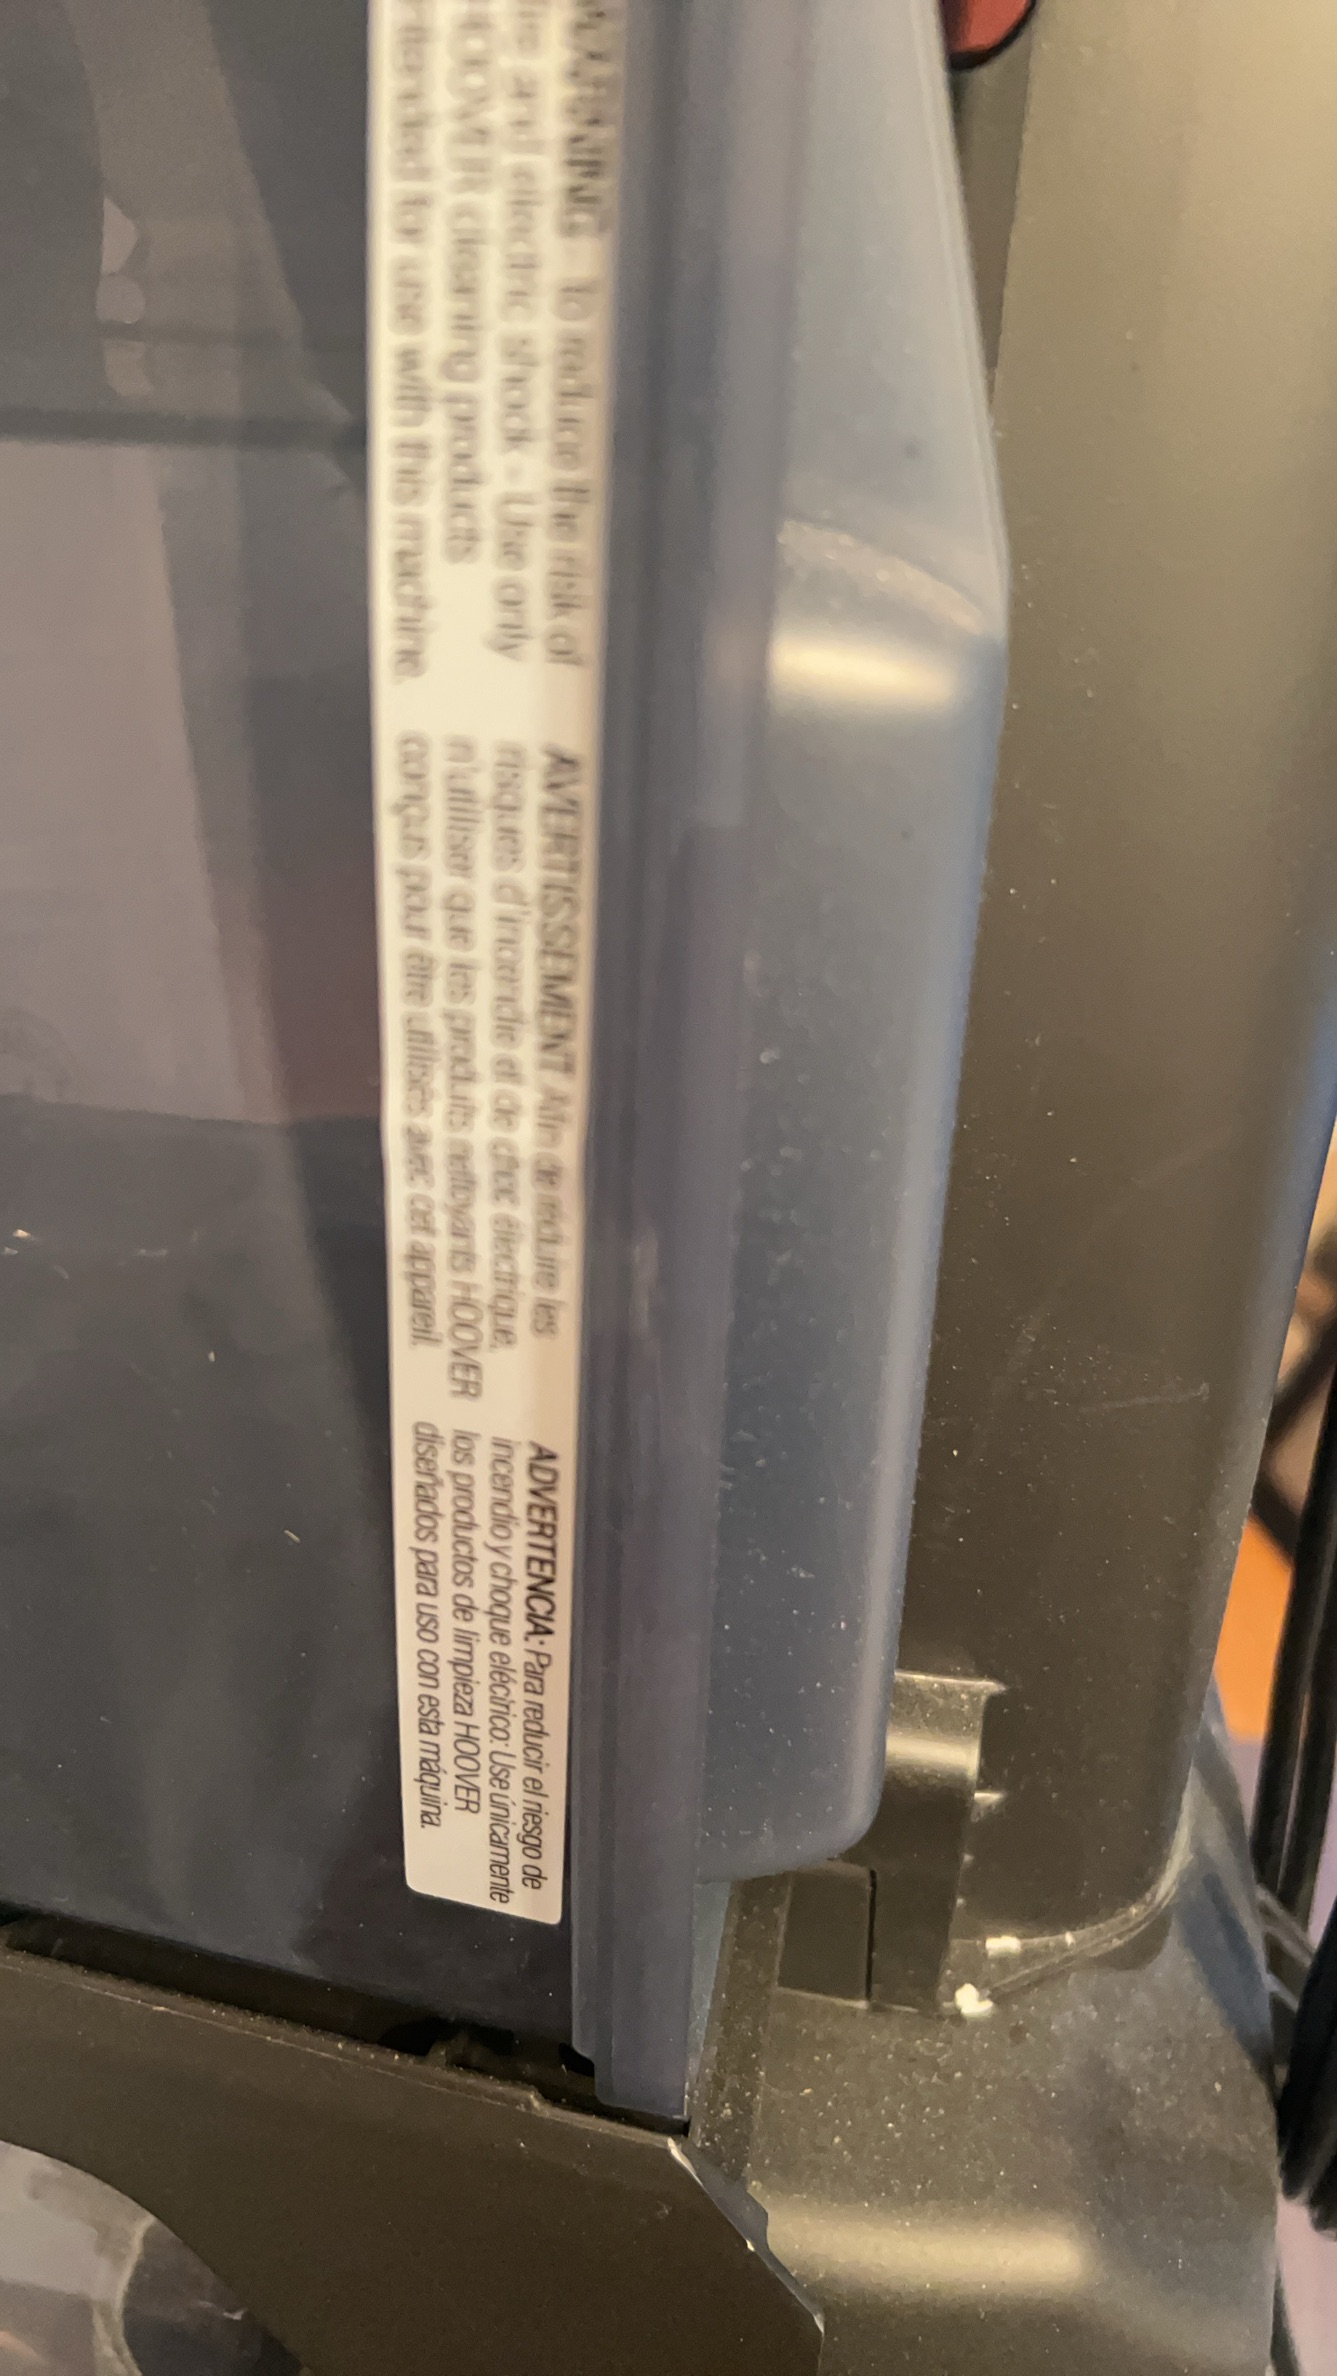 WARNING: To reduce the risk of
fire and electric shock - Use only
HOOVER cleaning products
intended for use with this machine.
AVERTISSEMENT: Afin de réduire les
risques d'incendie et de choc électrique,
n'utiliser que les produits nettoyants HOOVER
conçus pour être utilisés avec cet appareil.
ADVERTENCIA: Para reducir el riesgo de
incendio y choque eléctrico: Use únicamente
los productos de limpieza HOOVER
diseñados para uso con esta máquina.